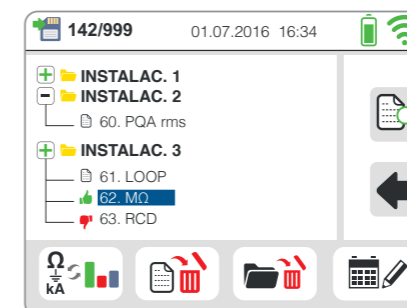 142/999 01.07.2016 16:34
INSTALAC. 1
INSTALAC. 2
60. PQA rms
INSTALAC. 3
61. LOOP
62. MΩ
63. RCD
Ω
kA